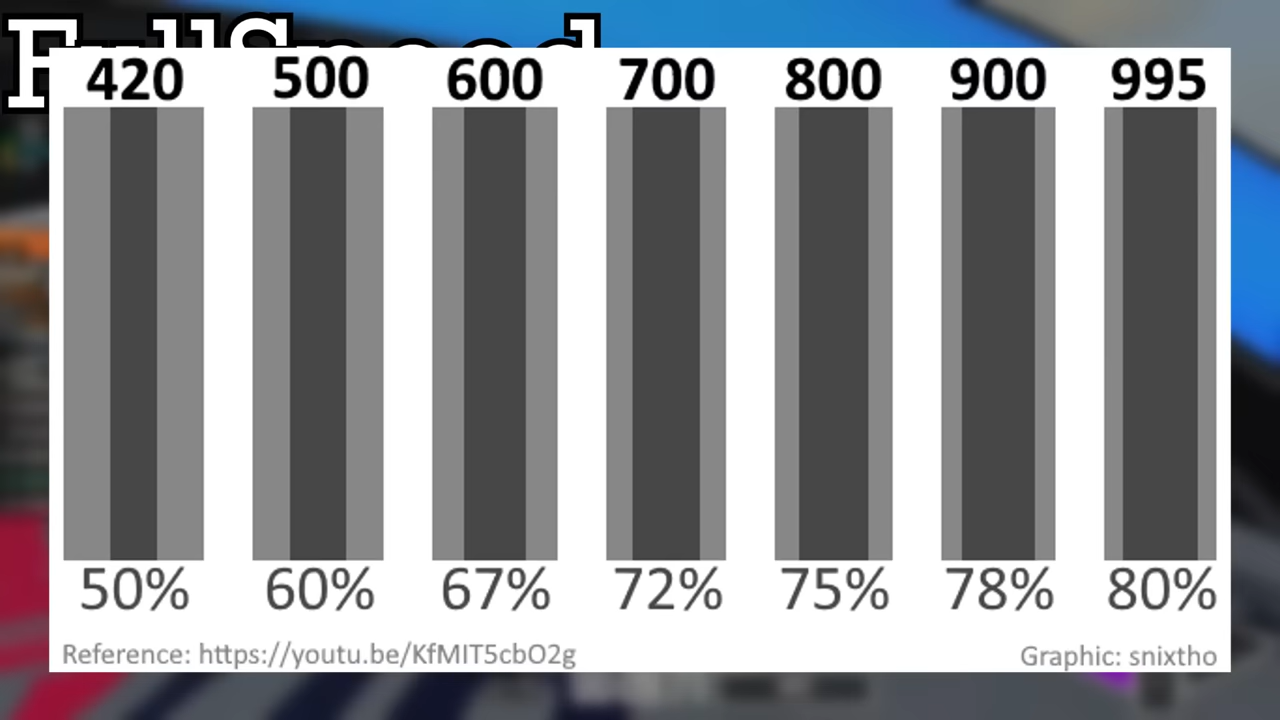 FullSpeed
420 500 600 700 800 900 995
50% 60% 67% 72% 75% 78% 80%
Reference: https://youtu.be/KfMIT5cbO2g
Graphic: snixtho